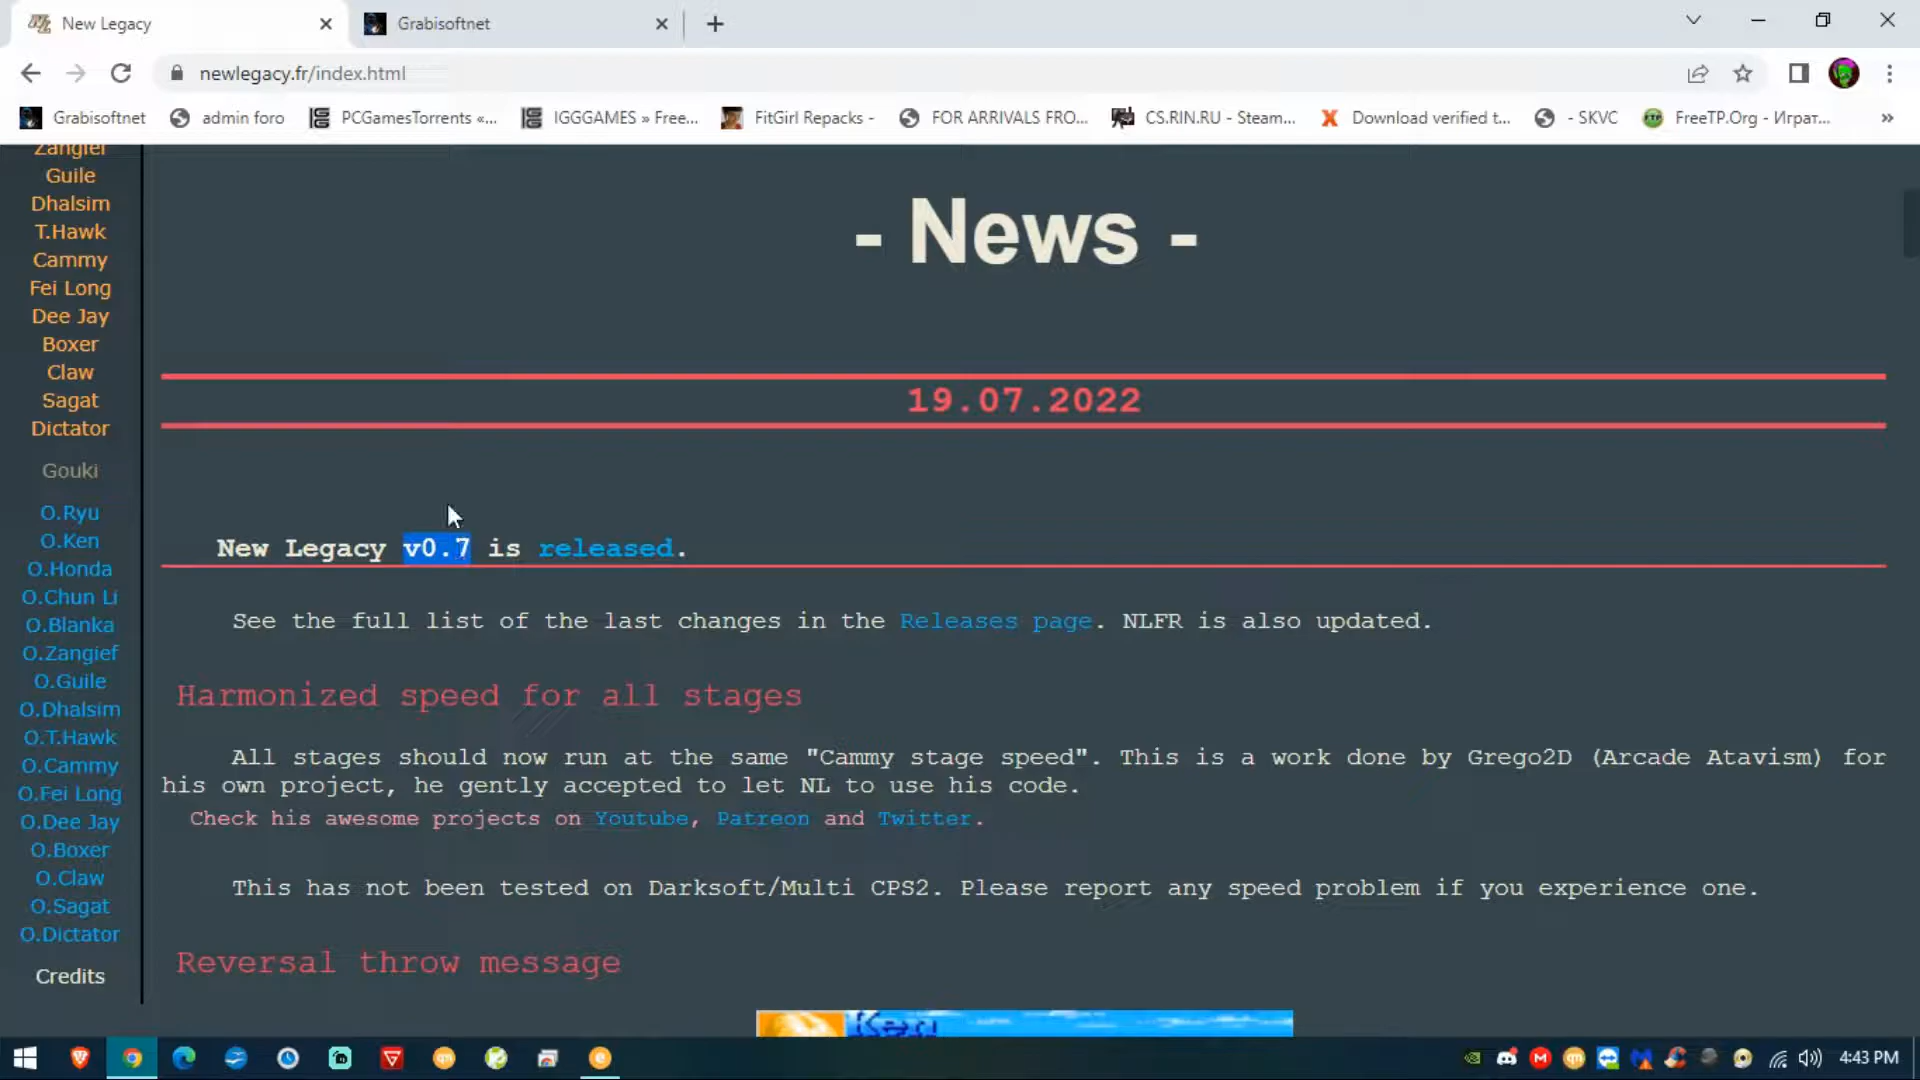 New Legacy
Grabisoftnet
newlegacy.fr/index.html
Grabisoftnet
admin foro
PCGamesTorrents «...
IGGGAMES » Free...
FitGirl Repacks -
FOR ARRIVALS FRO...
CS.RIN.RU - Steam...
Download verified t...
- SKVC
FreeTP.Org - Играт...
»
Zangief
Guile
Dhalsim
T.Hawk
Cammy
Fei Long
Dee Jay
Boxer
Claw
Sagat
Dictator
Gouki
O.Ryu
O.Ken
O.Honda
O.Chun Li
O.Blanka
O.Zangief
O.Guile
O.Dhalsim
O.T.Hawk
O.Cammy
O.Fei Long
O.Dee Jay
O.Boxer
O.Claw
O.Sagat
O.Dictator
Credits
- News -
19.07.2022
New Legacy v0.7 is released.
See the full list of the last changes in the Releases page. NLFR is also updated.
Harmonized speed for all stages
All stages should now run at the same "Cammy stage speed". This is a work done by Grego2D (Arcade Atavism) for
his own project, he gently accepted to let NL to use his code.
Check his awesome projects on Youtube, Patreon and Twitter.
This has not been tested on Darksoft/Multi CPS2. Please report any speed problem if you experience one.
Reversal throw message
4:43 PM